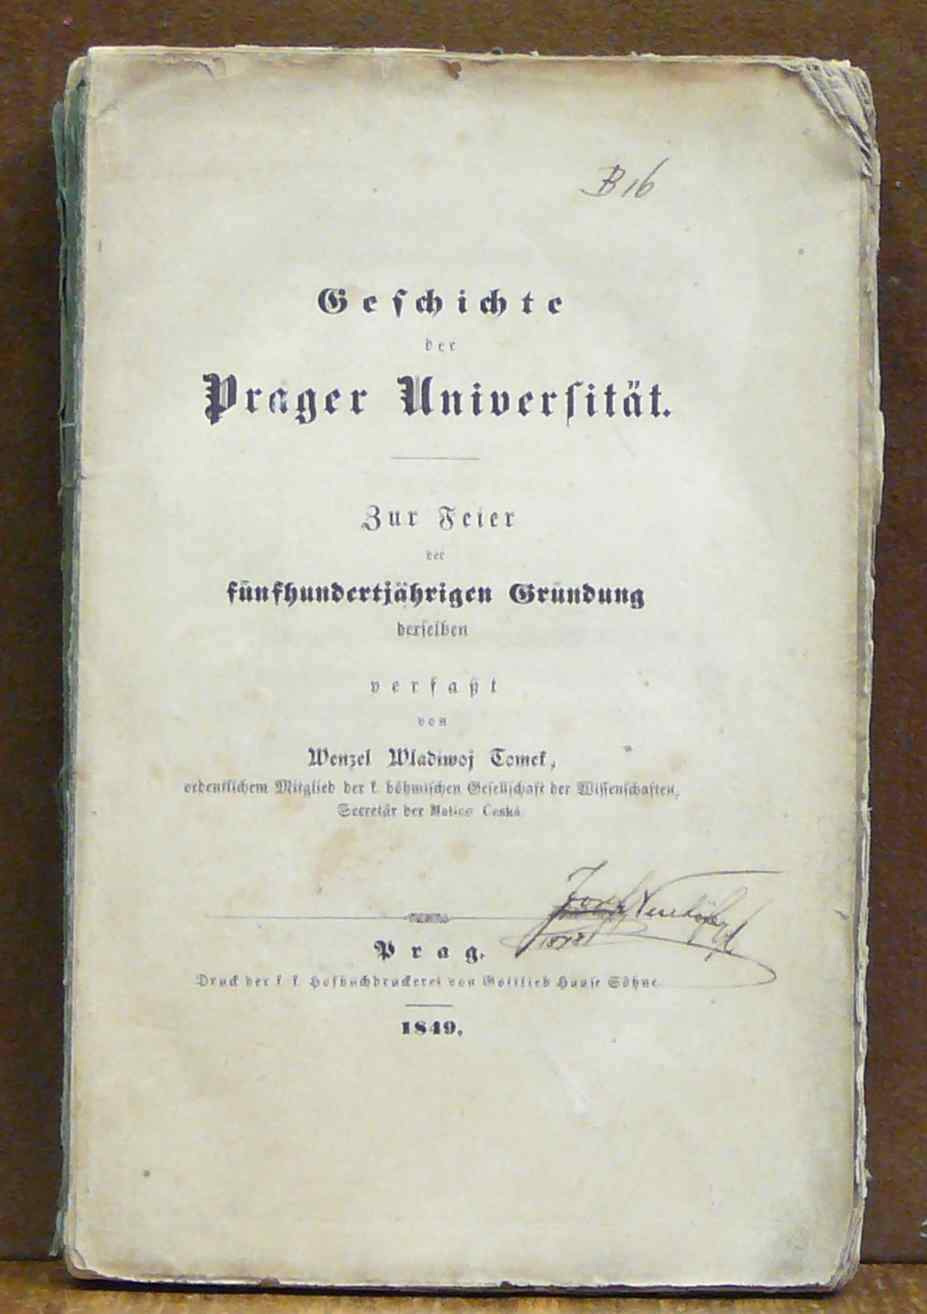 B 16
Geschichte
der
Prager Universität.
Zur Feier
der
fünfhundertjährigen Gründung
derselben
verfaßt
von
Wenzel Wladiwoj Tomek,
ordentlichem Mitglied der k. böhmischen Gesellschaft der Wissenschaften,
Secretär der Matice Česká.
Prag.
Druck der k. k. Hofbuchdruckerei von Gottlieb Haase Söhne.
1849.